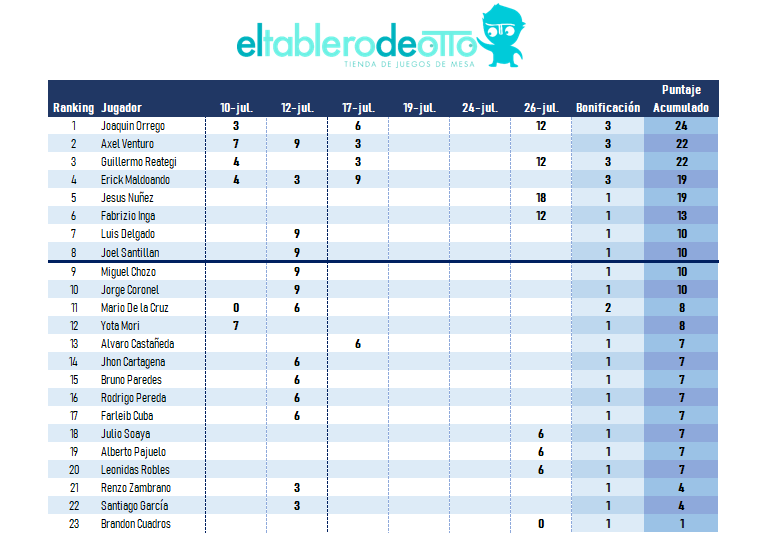 eltablerodeotto
TIENDA DE JUEGOS DE MESA
Puntaje
Ranking Jugador 10-jul. 12-jul. 17-jul. 19-jul. 24-jul. 26-jul. Bonificación Acumulado
1 Joaquin Orrego 3 6 12 3 24
2 Axel Venturo 7 9 3 3 22
3 Guillermo Reategi 4 3 12 3 22
4 Erick Maldoando 4 3 9 3 19
5 Jesus Nuñez 18 1 19
6 Fabrizio Inga 12 1 13
7 Luis Delgado 9 1 10
8 Joel Santillan 9 1 10
9 Miguel Chozo 9 1 10
10 Jorge Coronel 9 1 10
11 Mario De la Cruz 0 6 2 8
12 Yota Mori 7 1 8
13 Alvaro Castañeda 6 1 7
14 Jhon Cartagena 6 1 7
15 Bruno Paredes 6 1 7
16 Rodrigo Pereda 6 1 7
17 Farleib Cuba 6 1 7
18 Julio Soaya 6 1 7
19 Alberto Pajuelo 6 1 7
20 Leonidas Robles 6 1 7
21 Renzo Zambrano 3 1 4
22 Santiago García 3 1 4
23 Brandon Cuadros 0 1 1